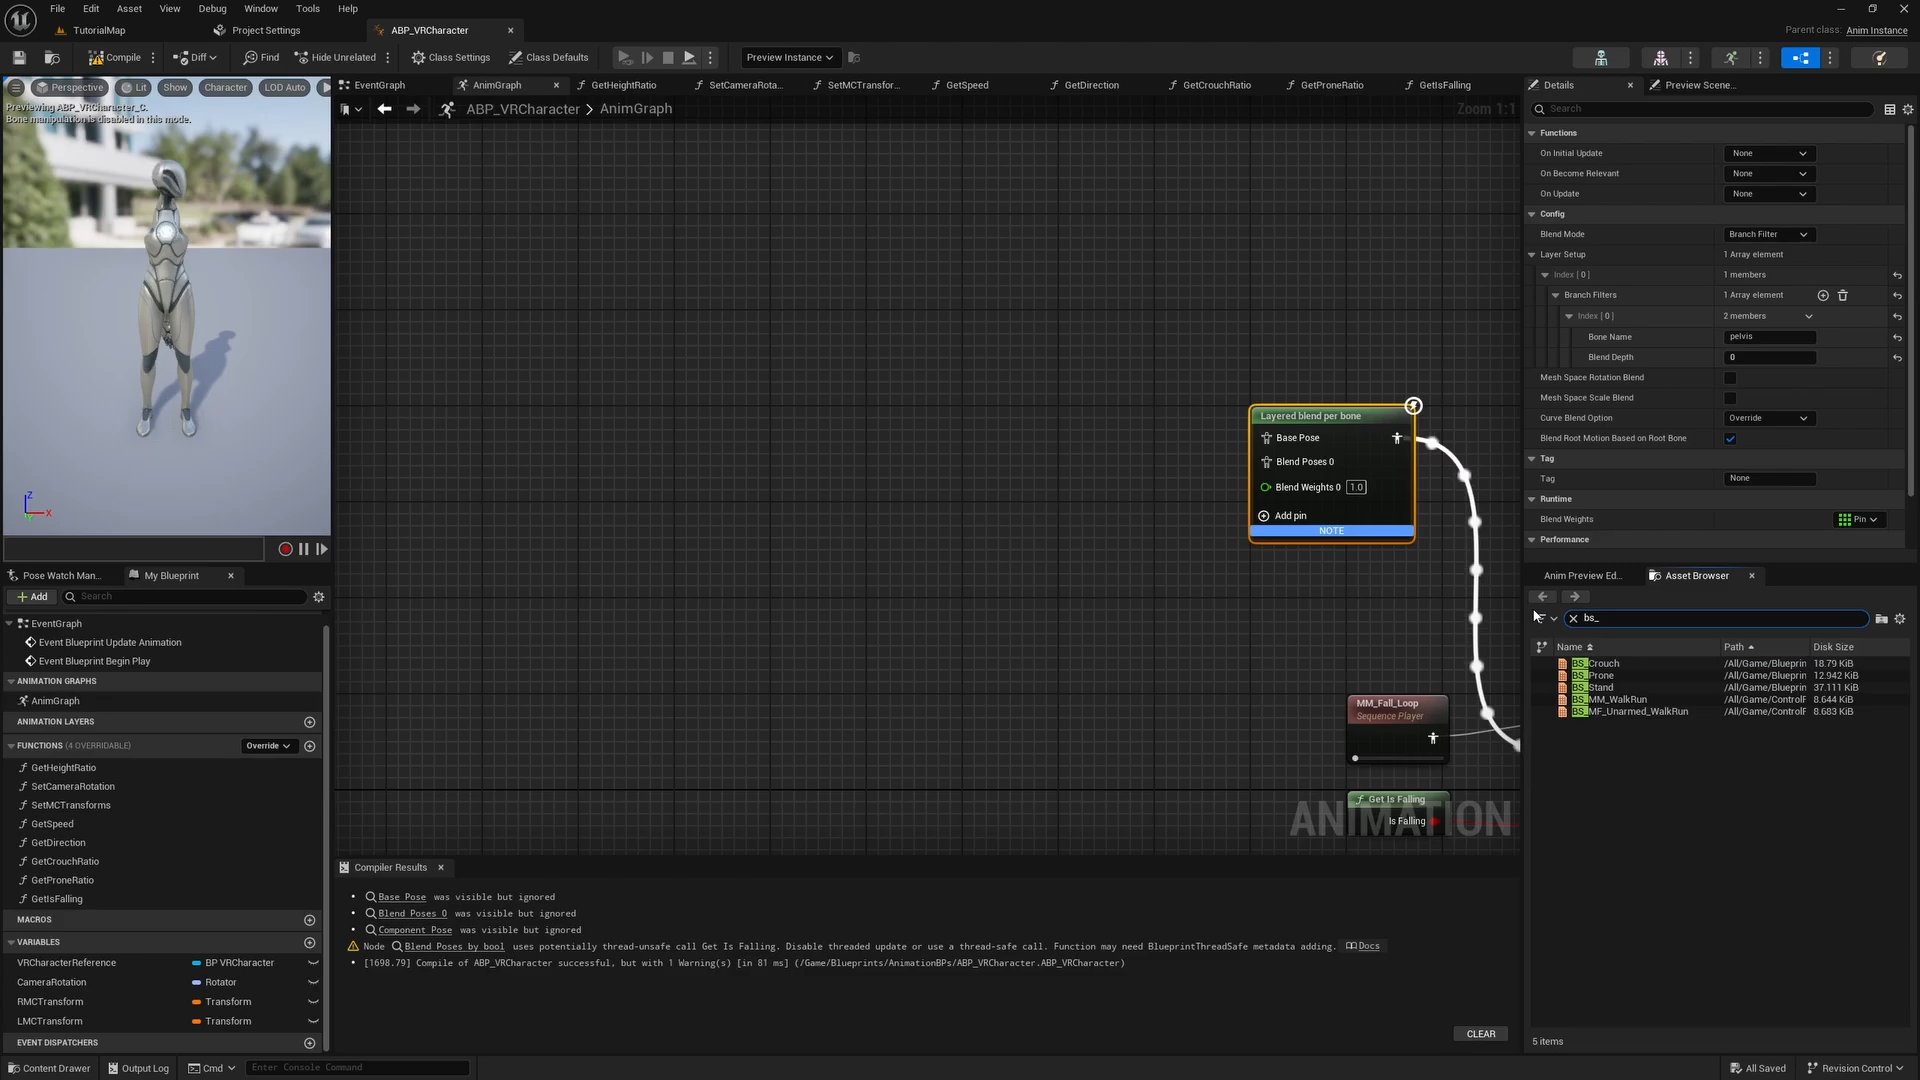 File Edit Asset View Debug Window Tools Help
TutorialMap Project Settings ABP_VRCharacter
Parent class: Anim Instance
Compile Diff Find Hide Unrelated Class Settings Class Defaults Preview Instance
Perspective Lit Show Character LOD Auto
Previewing ABP_VRCharacter_C.
Bone manipulation is disabled in this mode.
Z
X
EventGraph AnimGraph GetHeightRatio SetCameraRota... SetMCTransfor... GetSpeed GetDirection GetCrouchRatio GetProneRatio GetIsFalling
ABP_VRCharacter > AnimGraph
Zoom 1:1
Layered blend per bone
Base Pose
Blend Poses 0
Blend Weights 0 1.0
Add pin
NOTE
MM_Fall_Loop
Sequence Player
Get Is Falling
Is Falling
ANIMATION
Details Preview Scene...
Search
Functions
On Initial Update None
On Become Relevant None
On Update None
Config
Blend Mode Branch Filter
Layer Setup 1 Array element
Index [ 0 ] 1 members
Branch Filters 1 Array element
Index [ 0 ] 2 members
Bone Name pelvis
Blend Depth 0
Mesh Space Rotation Blend
Mesh Space Scale Blend
Curve Blend Option Override
Blend Root Motion Based on Root Bone
Tag
Tag None
Runtime
Blend Weights Pin
Performance
Anim Preview Ed... Asset Browser
bs_
Name Path Disk Size
BS_Crouch /All/Game/Blueprin 18.79 KiB
BS_Prone /All/Game/Blueprin 12.942 KiB
BS_Stand /All/Game/Blueprin 37.111 KiB
BS_MM_WalkRun /All/Game/ControlF 8.644 KiB
BS_MF_Unarmed_WalkRun /All/Game/ControlF 8.683 KiB
5 items
Pose Watch Man... My Blueprint
Add Search
EventGraph
Event Blueprint Update Animation
Event Blueprint Begin Play
ANIMATION GRAPHS
AnimGraph
ANIMATION LAYERS
FUNCTIONS (4 OVERRIDABLE) Override
GetHeightRatio
SetCameraRotation
SetMCTransforms
GetSpeed
GetDirection
GetCrouchRatio
GetProneRatio
GetIsFalling
MACROS
VARIABLES
VRCharacterReference BP VRCharacter
CameraRotation Rotator
RMCTransform Transform
LMCTransform Transform
EVENT DISPATCHERS
Compiler Results
Base Pose was visible but ignored
Blend Poses 0 was visible but ignored
Component Pose was visible but ignored
Node Blend Poses by bool uses potentially thread-unsafe call Get Is Falling. Disable threaded update or use a thread-safe call. Function may need BlueprintThreadSafe metadata adding. Docs
[1698.79] Compile of ABP_VRCharacter successful, but with 1 Warning(s) [in 81 ms] (/Game/Blueprints/AnimationBPs/ABP_VRCharacter.ABP_VRCharacter)
CLEAR
Content Drawer Output Log Cmd Enter Console Command All Saved Revision Control